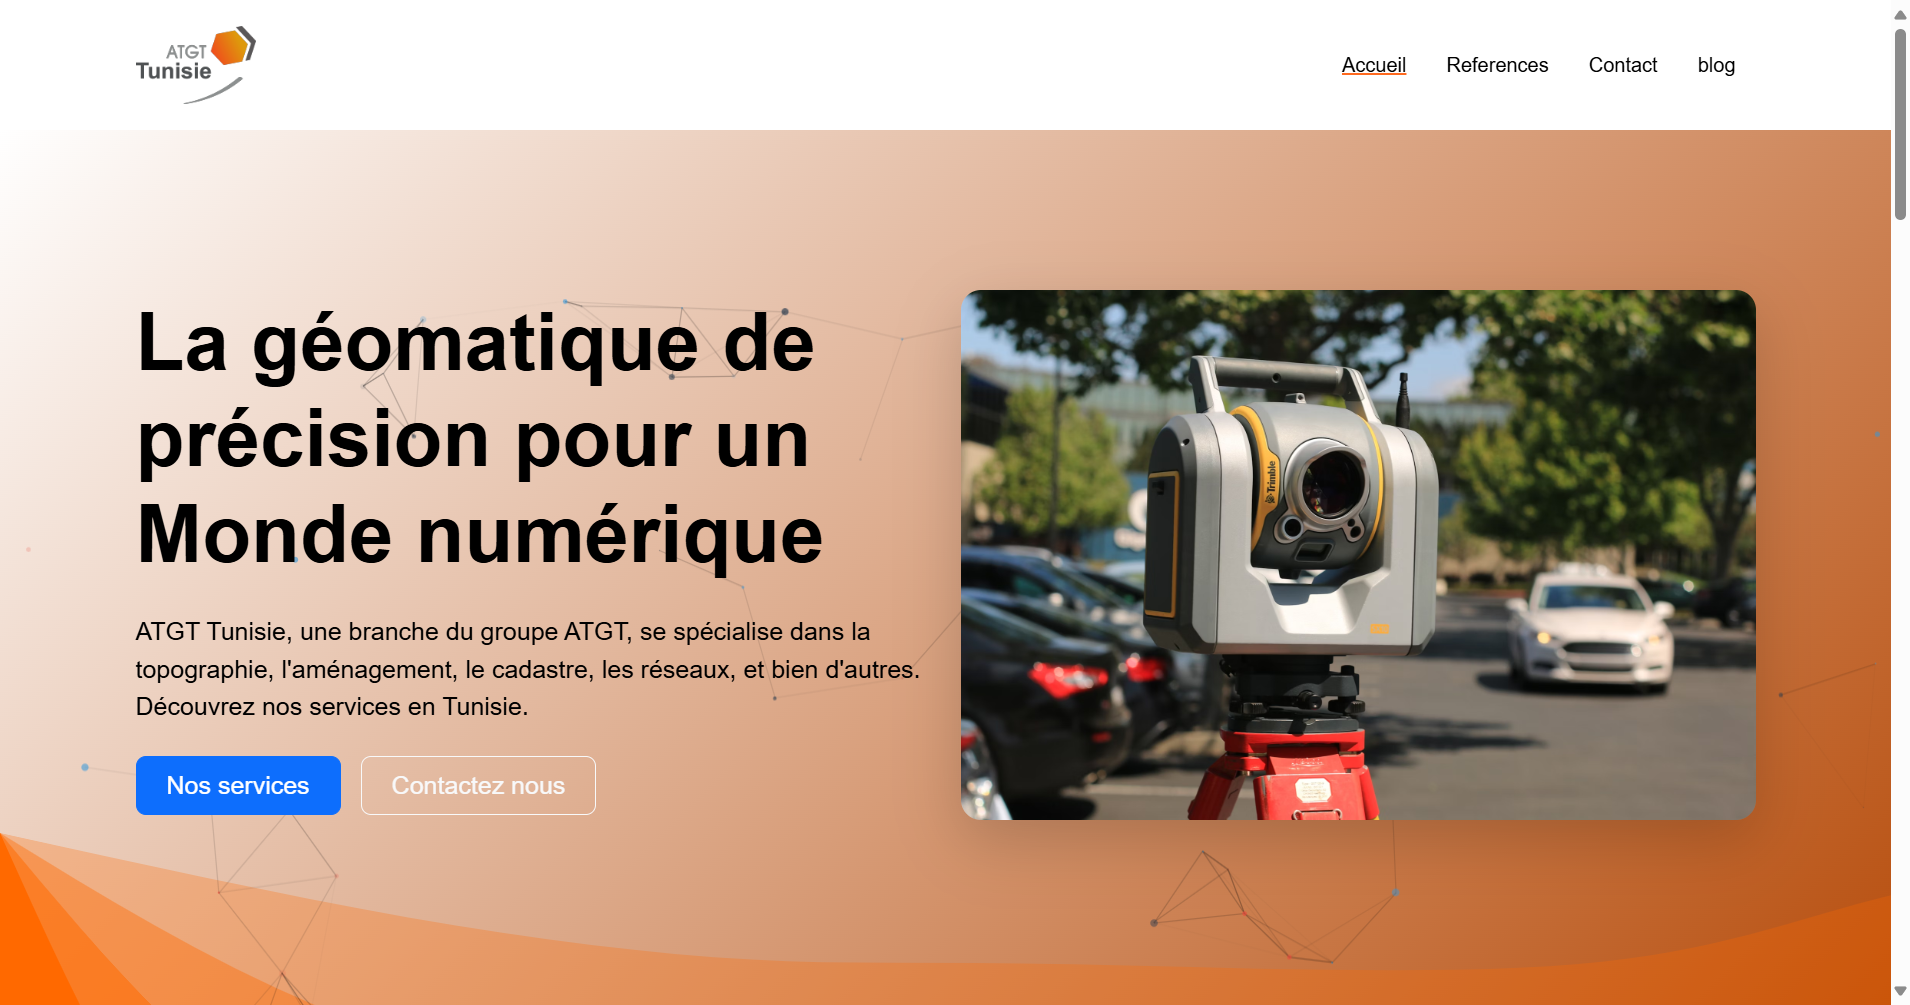 ATGT
Tunisie
Accueil
References
Contact
blog
La géomatique de
précision pour un
Monde numérique
ATGT Tunisie, une branche du groupe ATGT, se spécialise dans la
topographie, l'aménagement, le cadastre, les réseaux, et bien d'autres.
Découvrez nos services en Tunisie.
Nos services
Contactez nous
Trimble